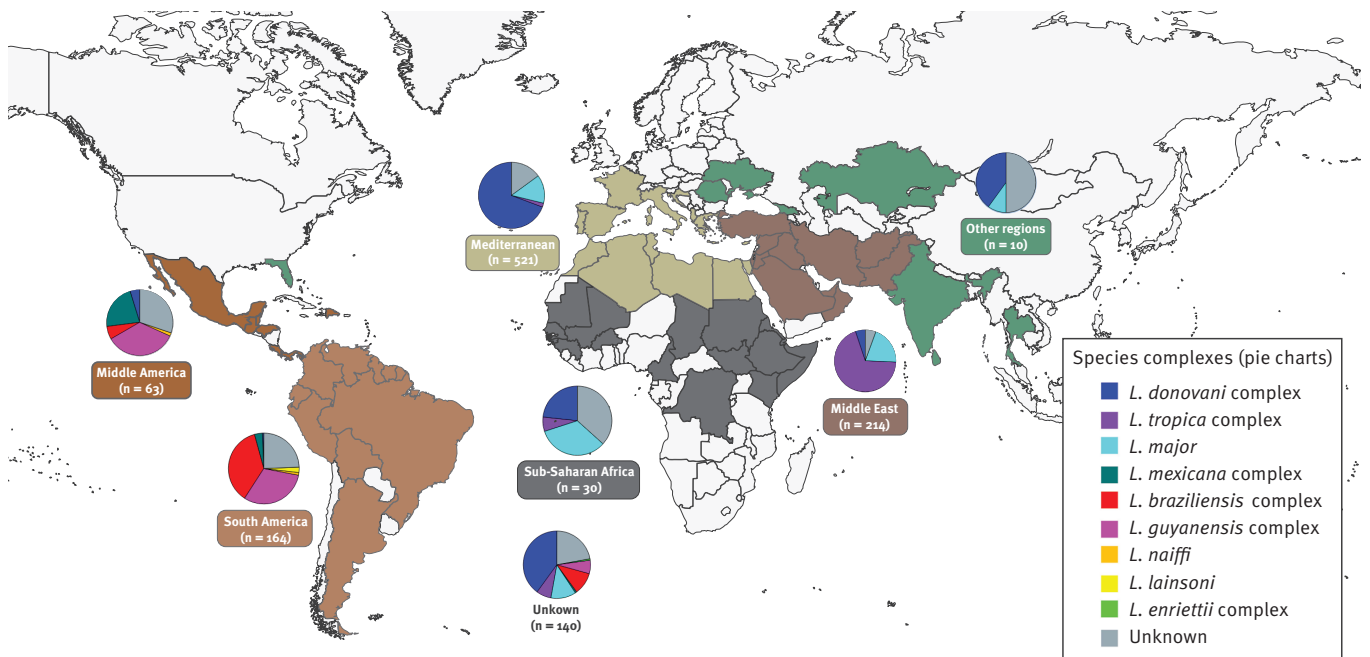 Mediterranean
(n = 521)
Other regions
(n = 10)
Middle America
(n = 63)
Middle East
(n = 214)
Sub-Saharan Africa
(n = 30)
South America
(n = 164)
Unkown
(n = 140)
Species complexes (pie charts)
L. donovani complex
L. tropica complex
L. major
L. mexicana complex
L. braziliensis complex
L. guyanensis complex
L. naiffi
L. lainsoni
L. enriettii complex
Unknown